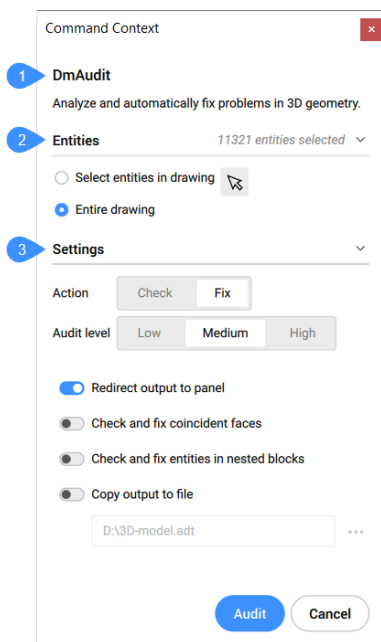 Command Context
1 DmAudit
Analyze and automatically fix problems in 3D geometry.
2 Entities 11321 entities selected
Select entities in drawing
Entire drawing
3 Settings
Action Check Fix
Audit level Low Medium High
Redirect output to panel
Check and fix coincident faces
Check and fix entities in nested blocks
Copy output to file
D:\3D-model.adt
Audit Cancel